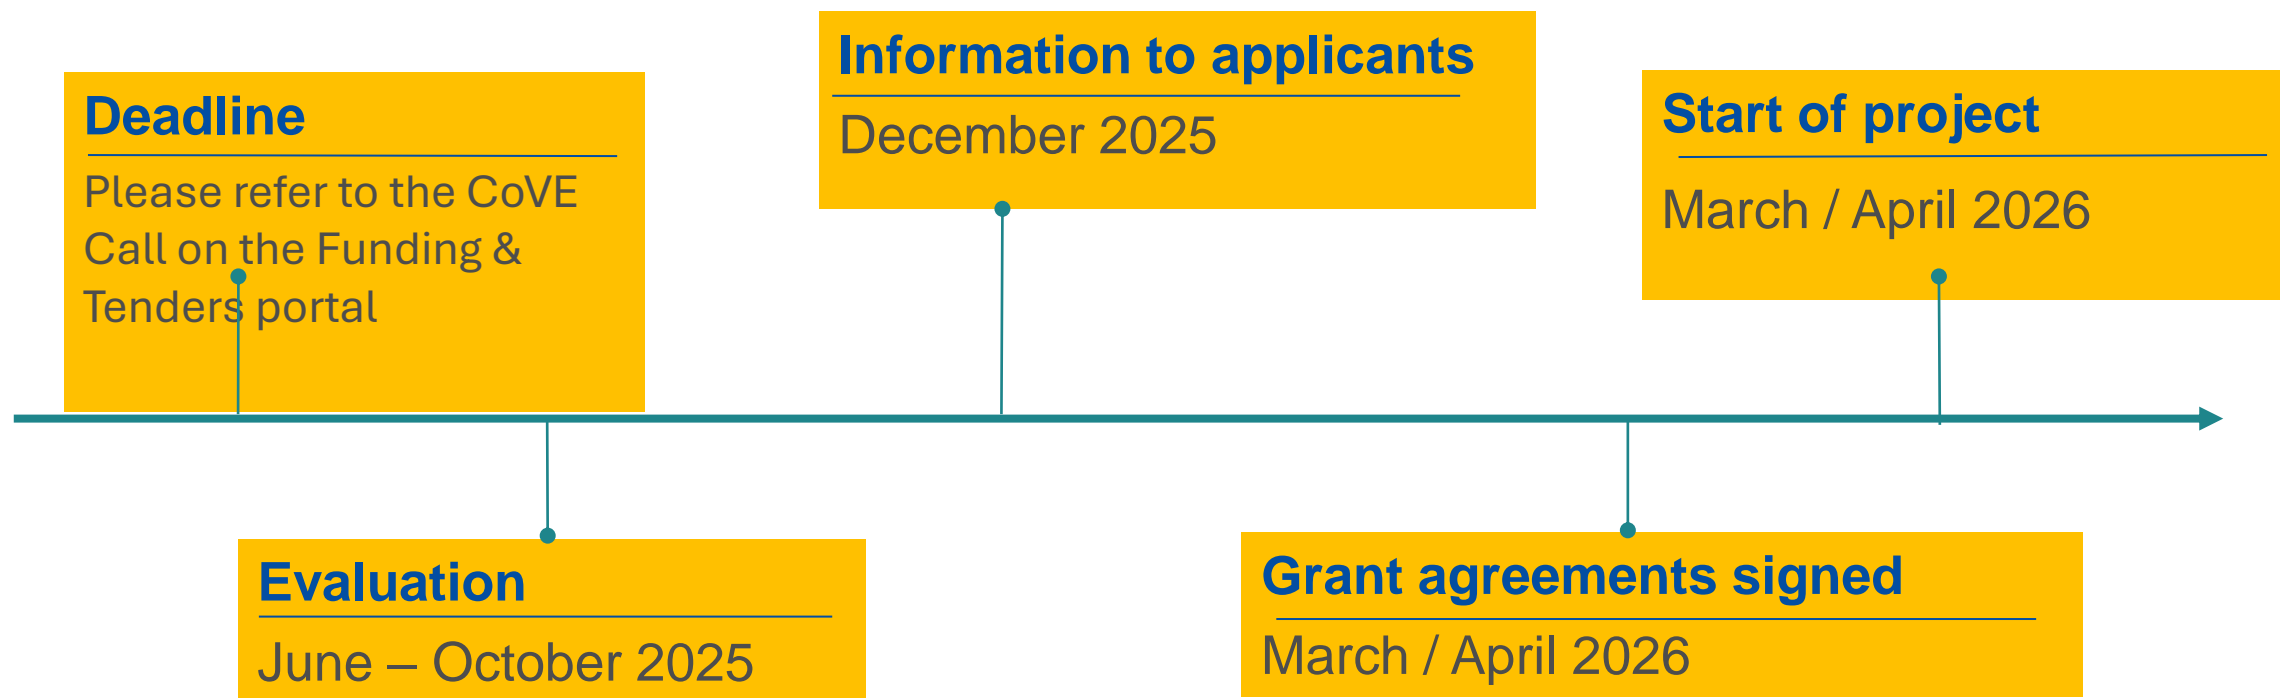 Deadline
Please refer to the CoVE
Call on the Funding &
Tenders portal
Evaluation
June – October 2025
Information to applicants
December 2025
Grant agreements signed
March / April 2026
Start of project
March / April 2026